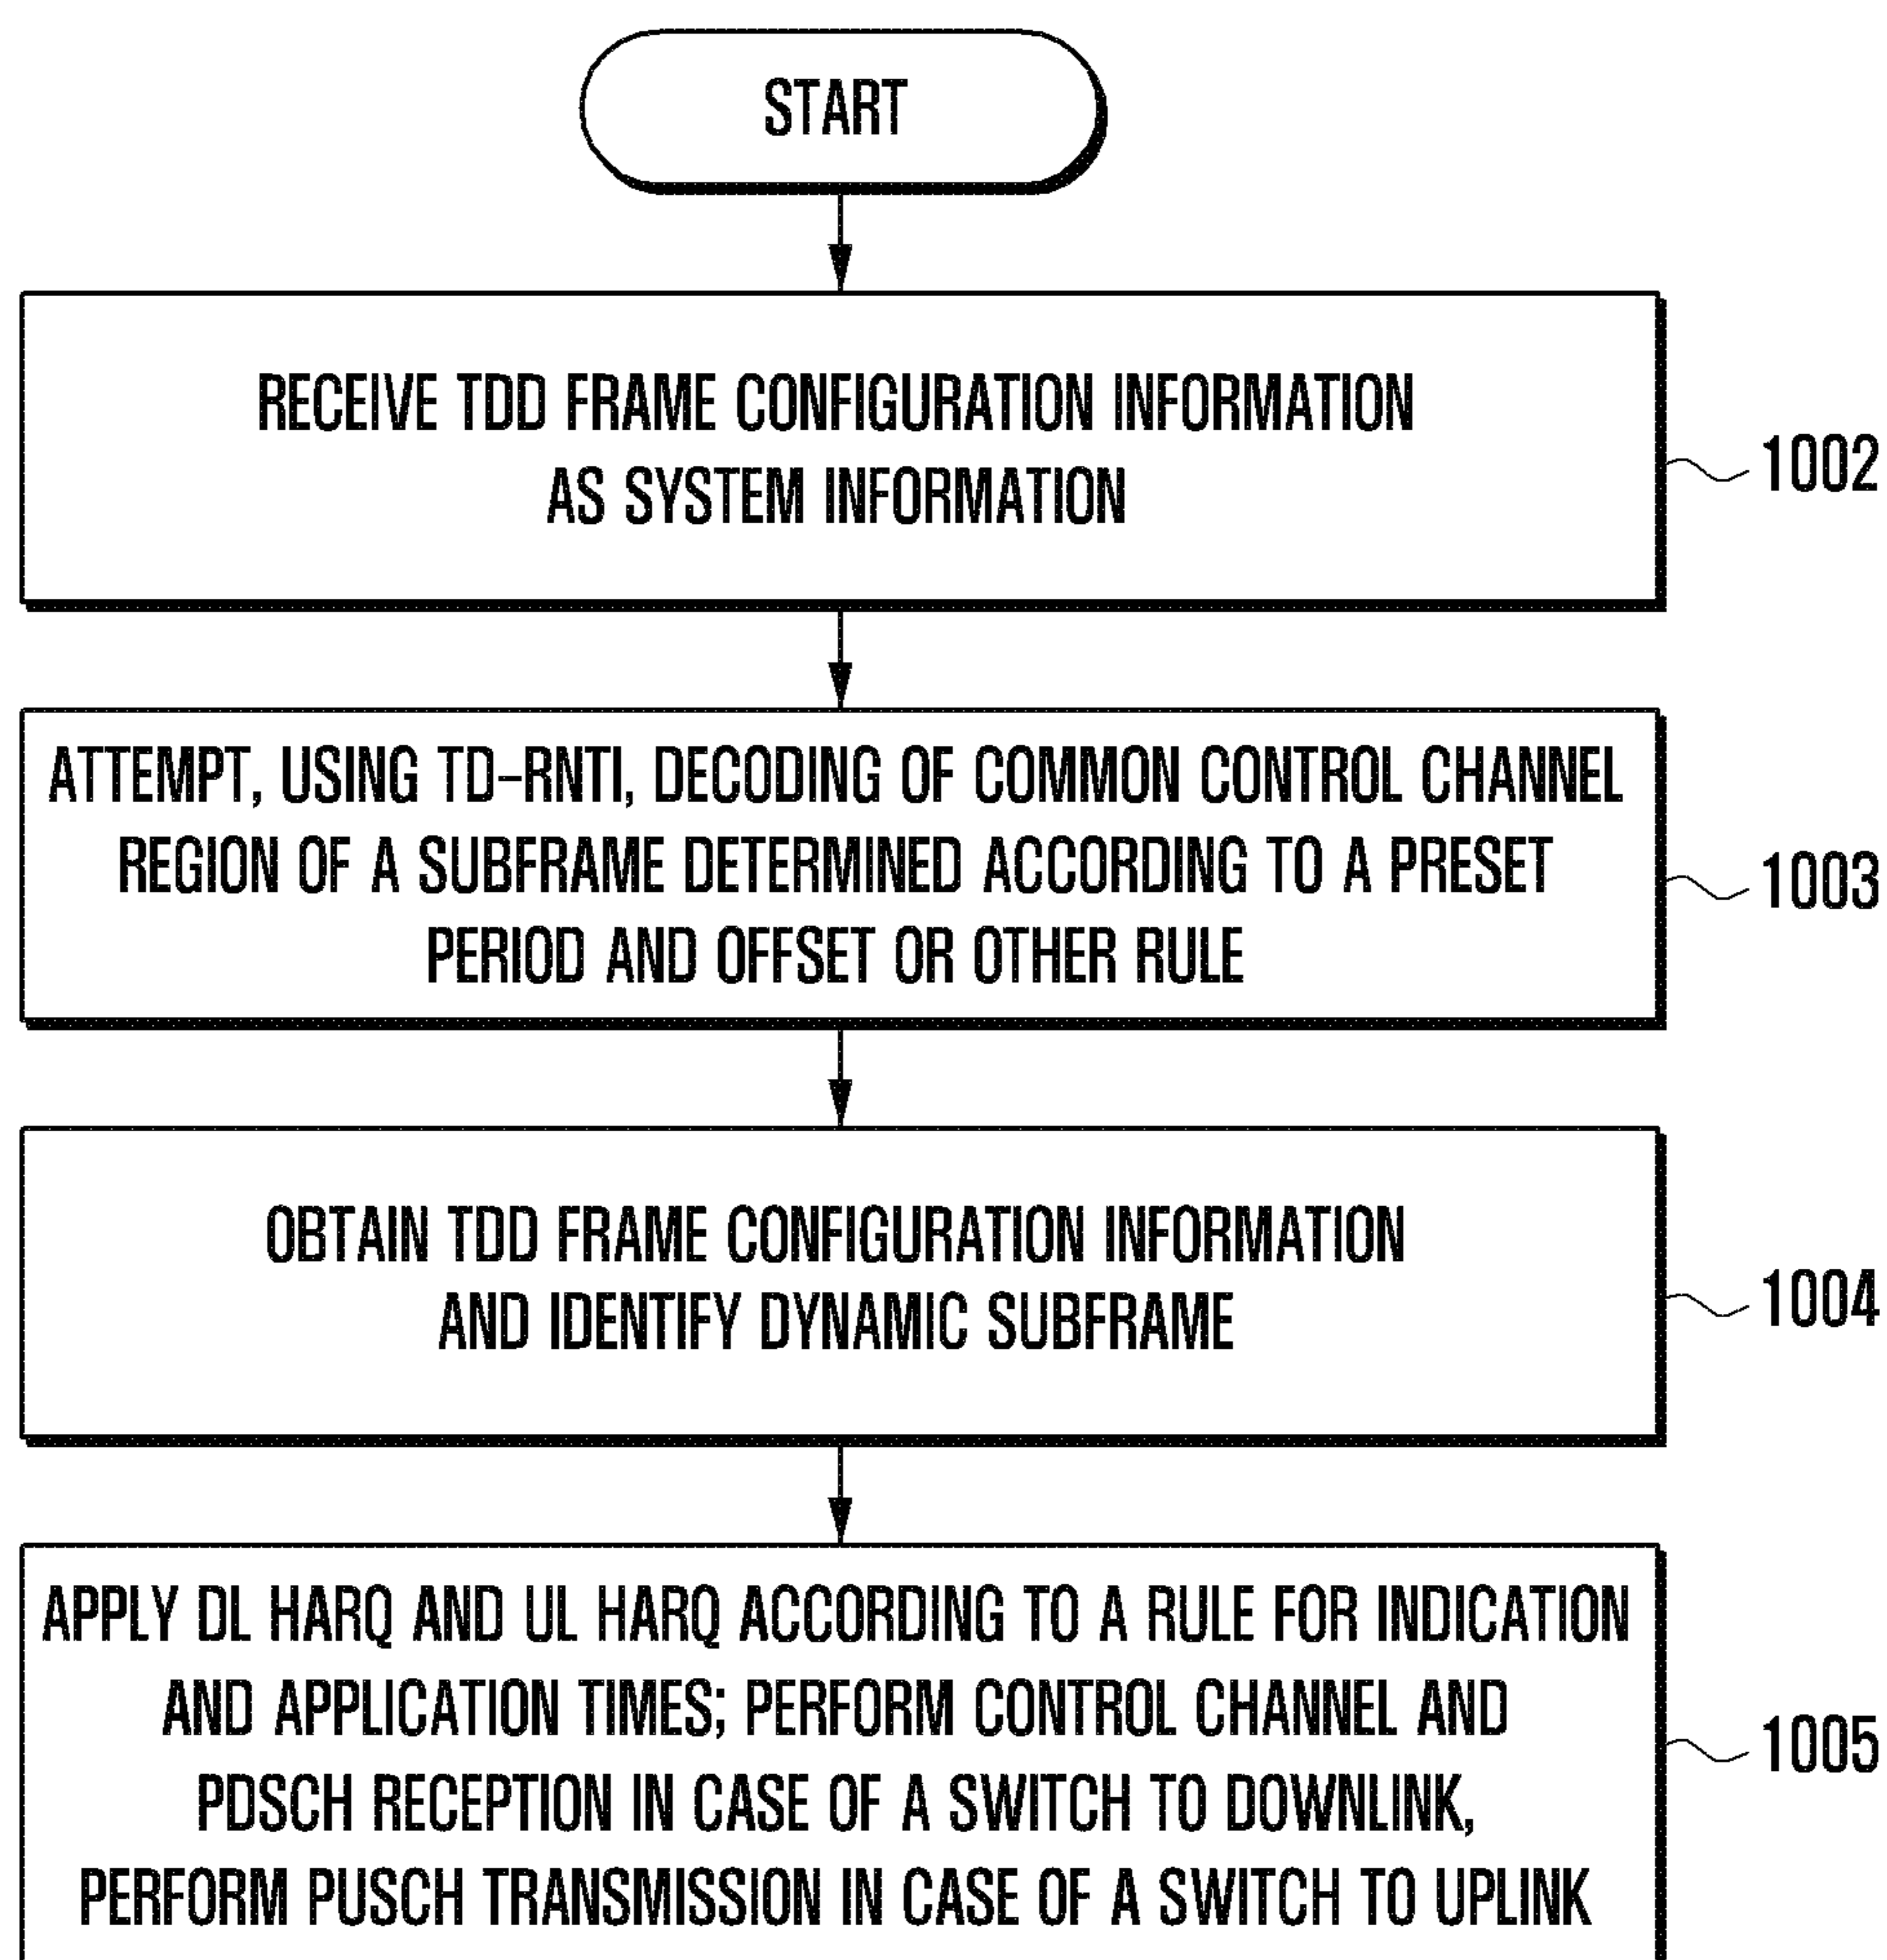 START
RECEIVE TDD FRAME CONFIGURATION INFORMATION
AS SYSTEM INFORMATION
1002
ATTEMPT, USING TD-RNTI, DECODING OF COMMON CONTROL CHANNEL
REGION OF A SUBFRAME DETERMINED ACCORDING TO A PRESET
PERIOD AND OFFSET OR OTHER RULE
1003
OBTAIN TDD FRAME CONFIGURATION INFORMATION
AND IDENTIFY DYNAMIC SUBFRAME
1004
APPLY DL HARQ AND UL HARQ ACCORDING TO A RULE FOR INDICATION
AND APPLICATION TIMES; PERFORM CONTROL CHANNEL AND
PDSCH RECEPTION IN CASE OF A SWITCH TO DOWNLINK,
PERFORM PUSCH TRANSMISSION IN CASE OF A SWITCH TO UPLINK
1005